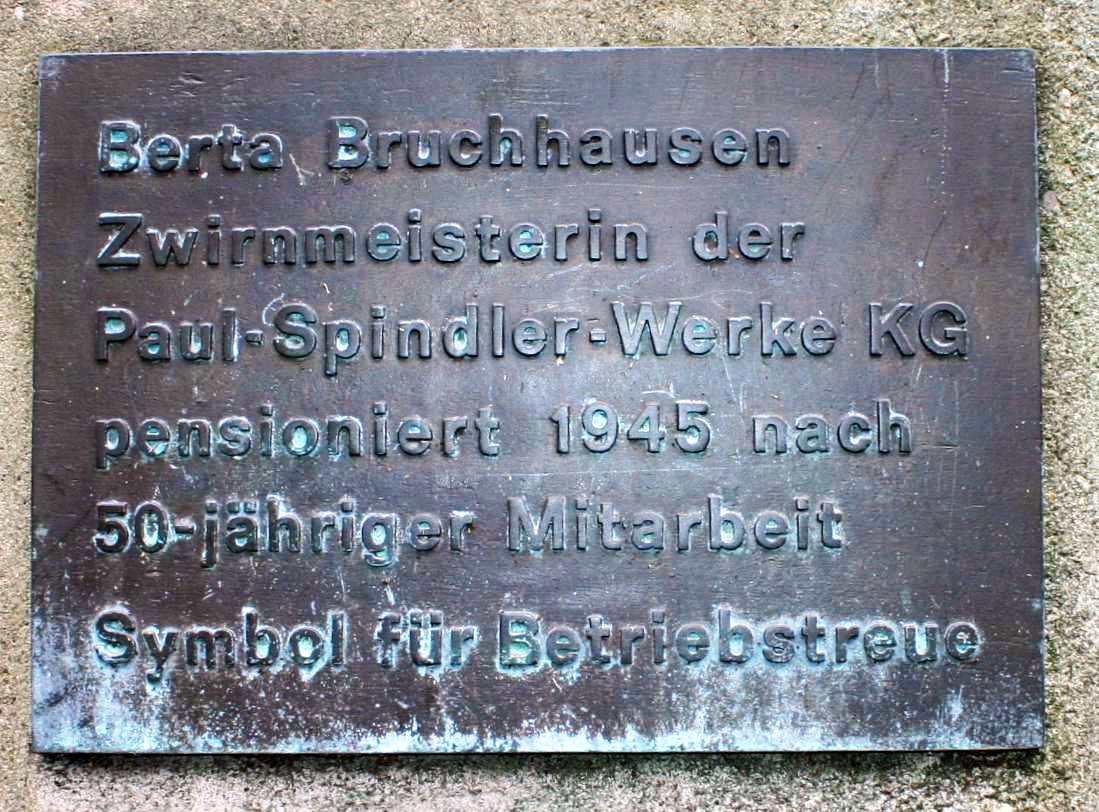 Berta Bruchhausen
Zwirnmeisterin der
Paul-Spindler-Werke KG
pensioniert 1945 nach
50-jähriger Mitarbeit
Symbol für Betriebstreue